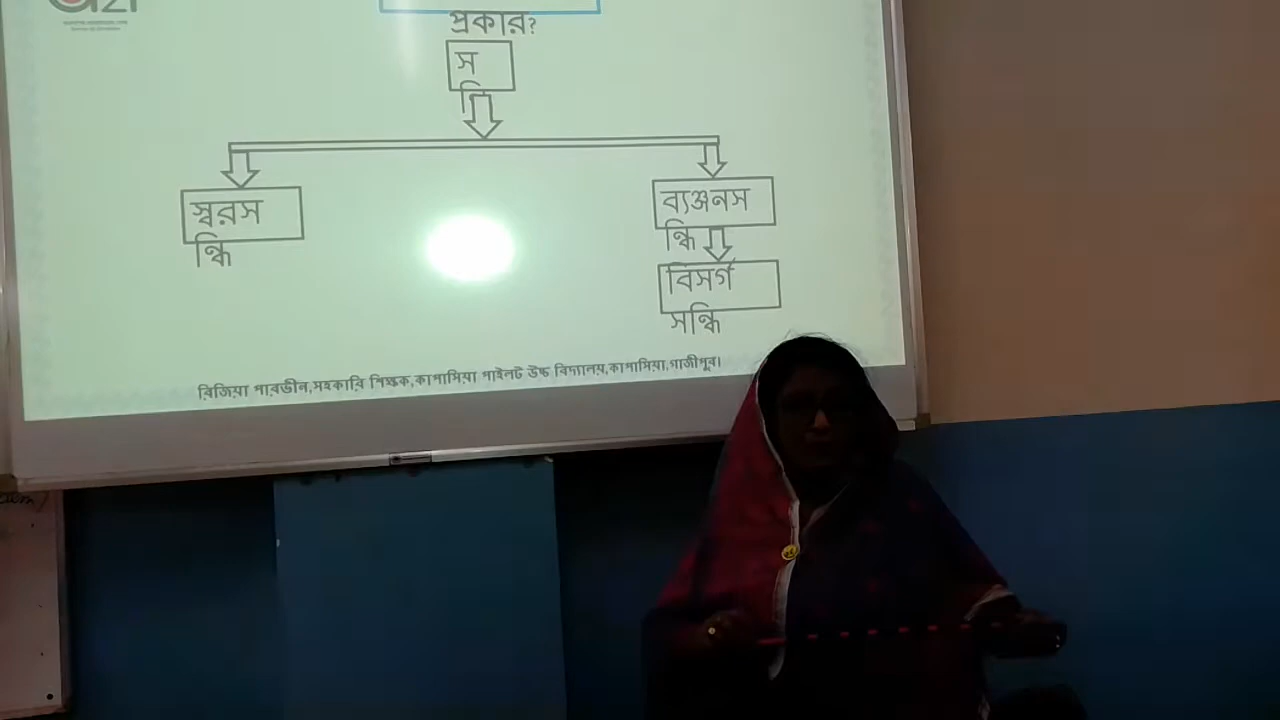 প্রকার?
স
ন্ধি
স্বরস
ন্ধি
ব্যঞ্জনস
ন্ধি
বিসর্গ
সন্ধি
রিজিয়া পারভীন,সহকারি শিক্ষক,কাপাসিয়া পাইলট উচ্চ বিদ্যালয়,কাপাসিয়া,গাজীপুর।